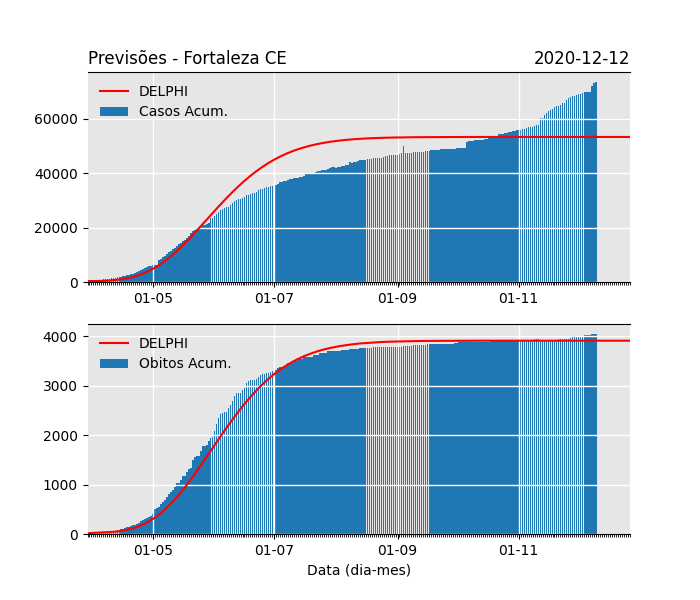 Previsões - Fortaleza CE 2020-12-12
DELPHI
Casos Acum.
60000
40000
20000
0
01-05 01-07 01-09 01-11
DELPHI
Obitos Acum.
4000
3000
2000
1000
0
01-05 01-07 01-09 01-11
Data (dia-mes)